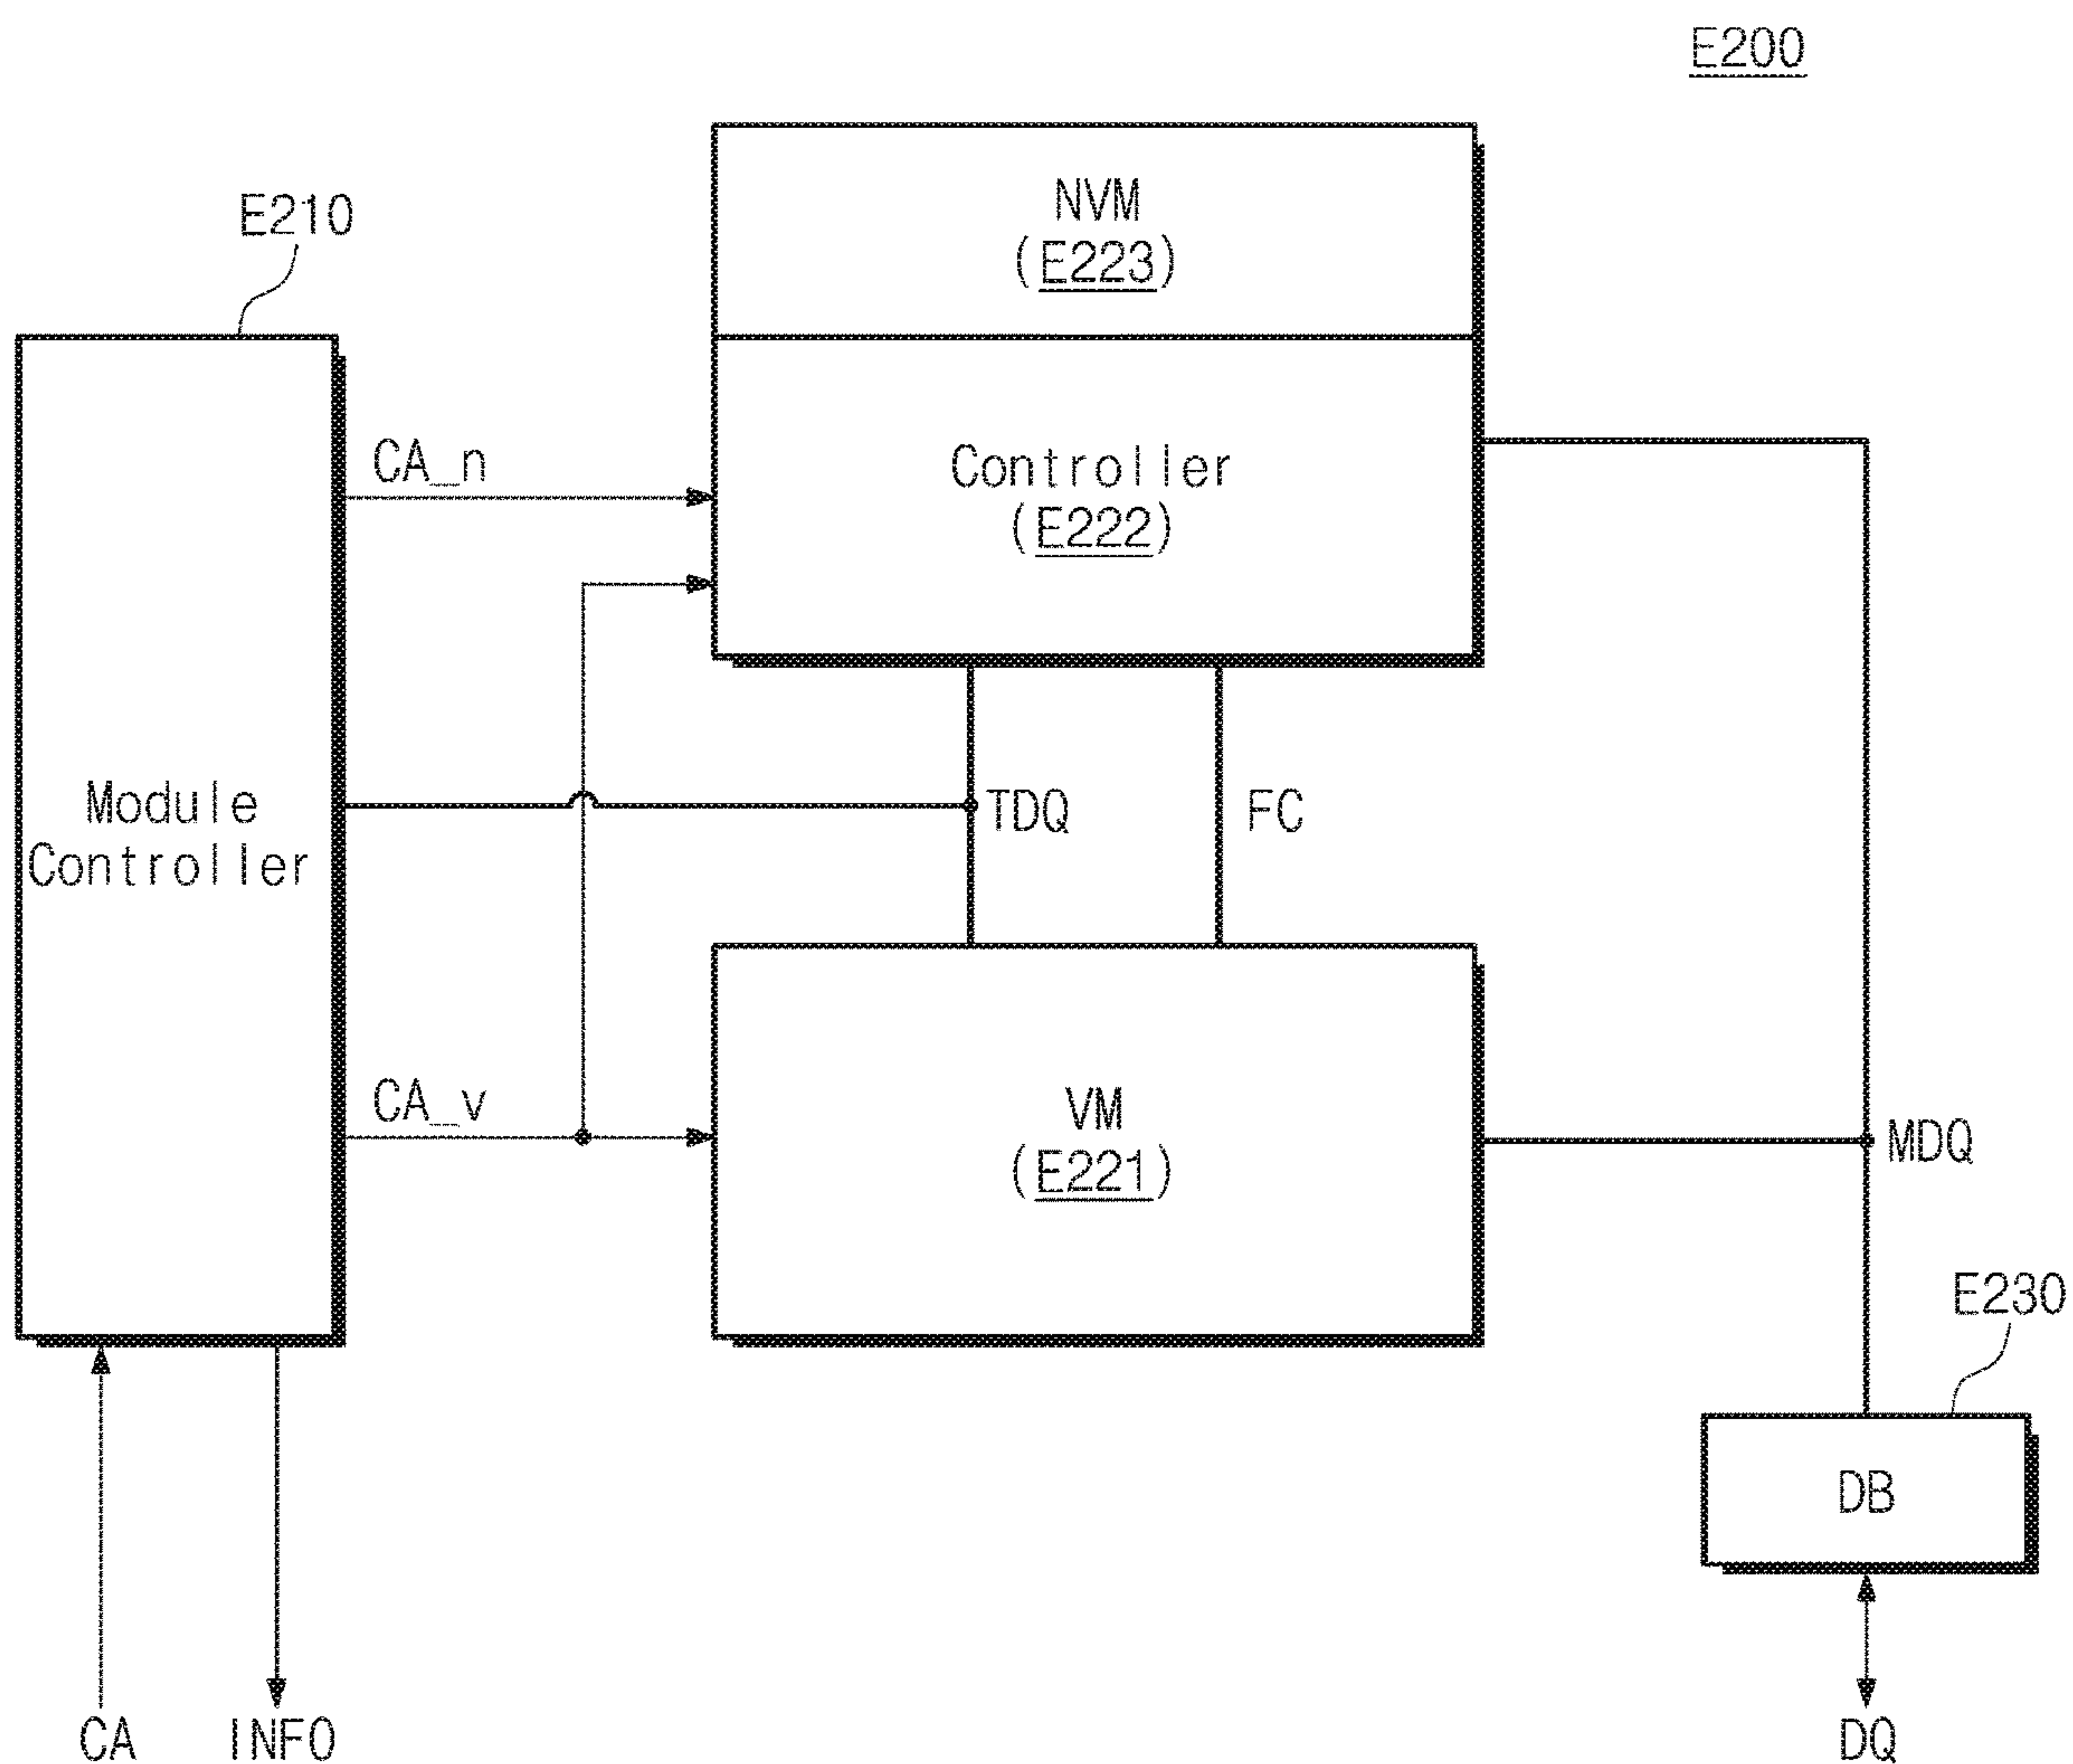 E200
E210
NVM
(E223)
CA_n
Controller
(E222)
Module
Controller
TDQ
FC
CA_v
VM
(E221)
MDQ
E230
DB
CA
INFO
DQ